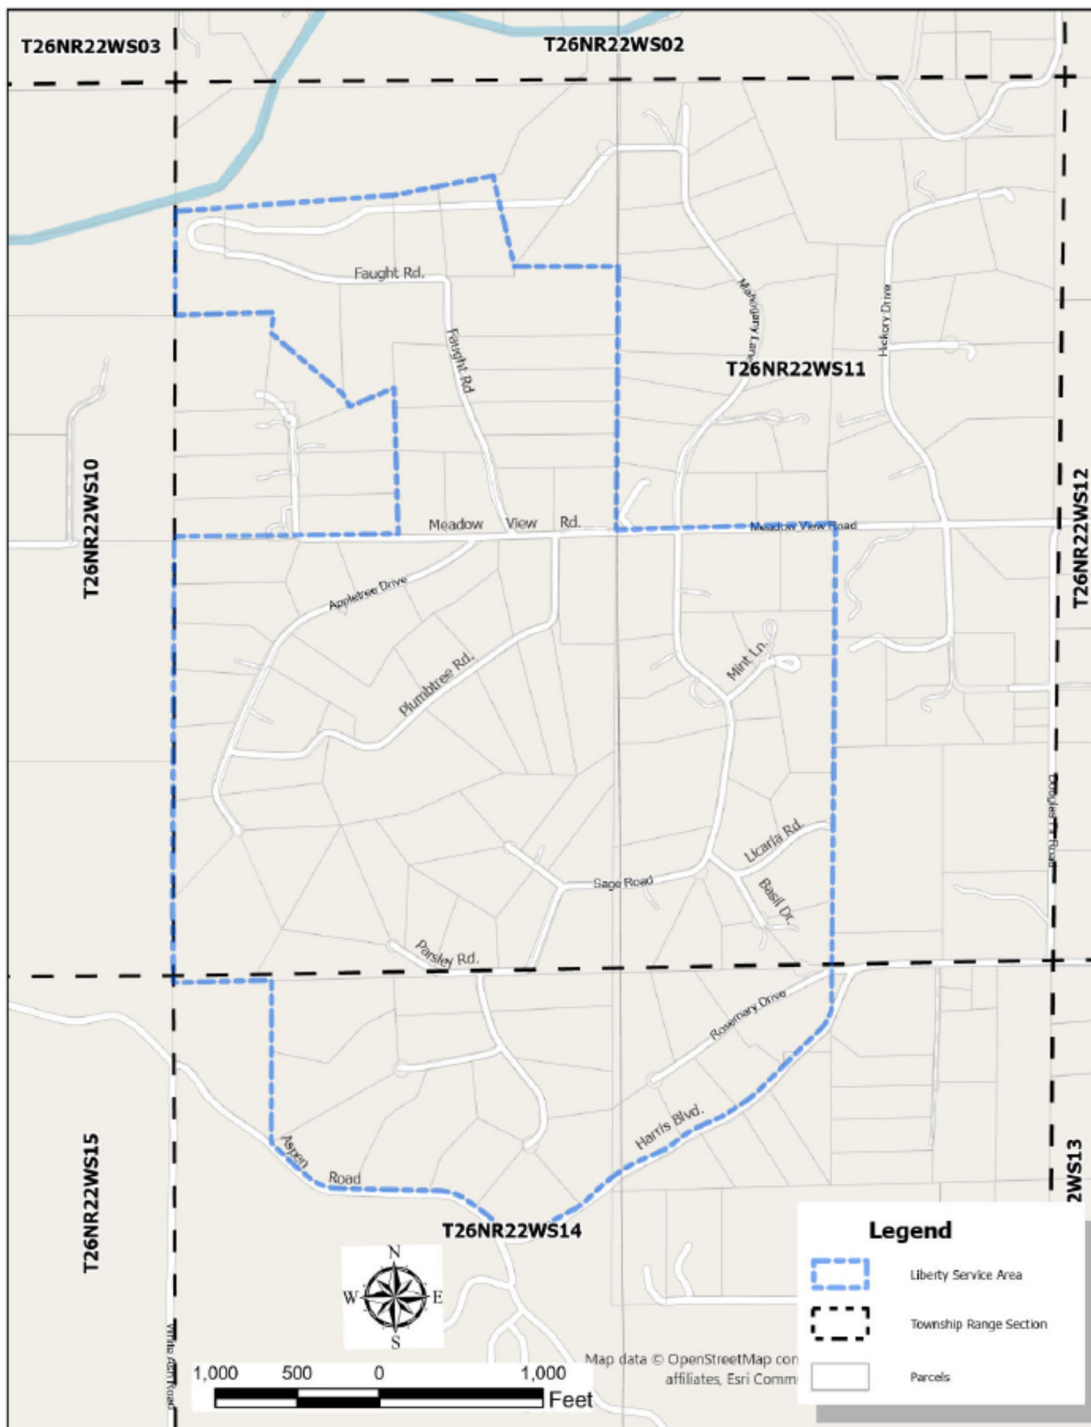 T26NR22WS03
T26NR22WS02
Faught Rd.
Faught Rd
Mahogany Lane
Hickory Drive
T26NR22WS11
T26NR22WS10
T26NR22WS12
Meadow View Rd.
Meadow View Road
Appletree Drive
Plumbtree Rd.
Mint Ln.
Licaria Rd.
Sage Road
Basil Dr.
Parsley Rd.
Rosemary Drive
Harris Blvd.
Aspen
Road
T26NR22WS15
T26NR22WS14
2WS13
Legend
Liberty Service Area
Township Range Section
Parcels
N
W E
S
White Ash Road
1,000 500 0 1,000
Feet
Map data © OpenStreetMap con
affiliates, Esri Comm